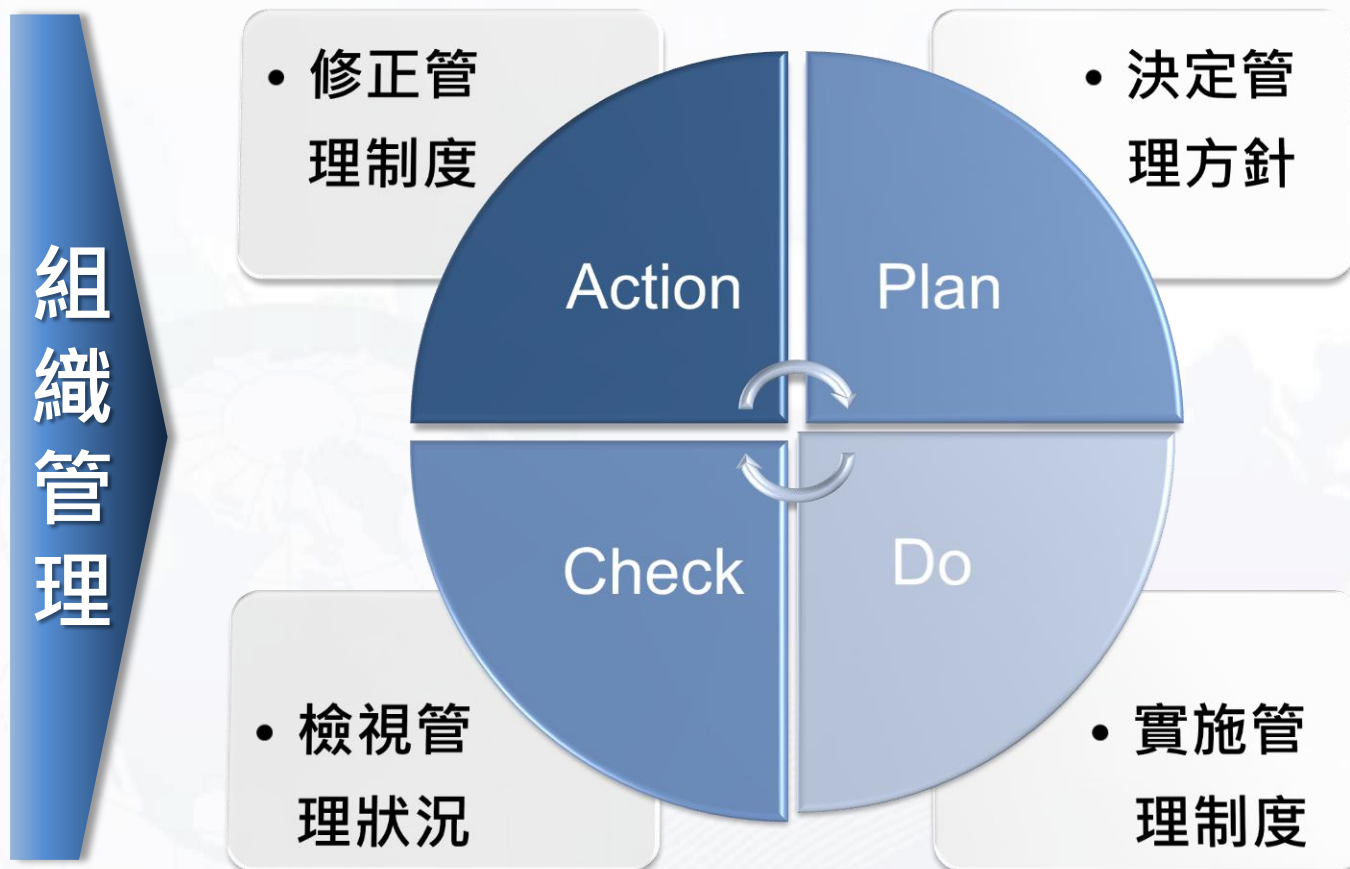 組織管理
• 修正管
理制度
• 決定管
理方針
Action
Plan
Check
Do
• 檢視管
理狀況
• 實施管
理制度